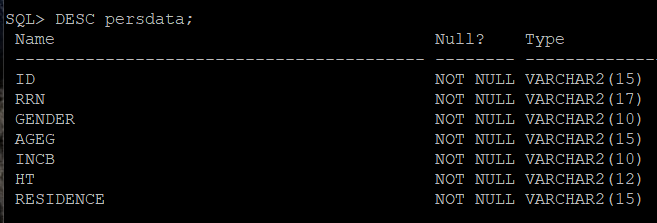 SQL> DESC persdata;
Name Null? Type
----------------------------------------- -------- -------------
ID NOT NULL VARCHAR2(15)
RRN NOT NULL VARCHAR2(17)
GENDER NOT NULL VARCHAR2(10)
AGEG NOT NULL VARCHAR2(15)
INCB NOT NULL VARCHAR2(10)
HT NOT NULL VARCHAR2(12)
RESIDENCE NOT NULL VARCHAR2(15)